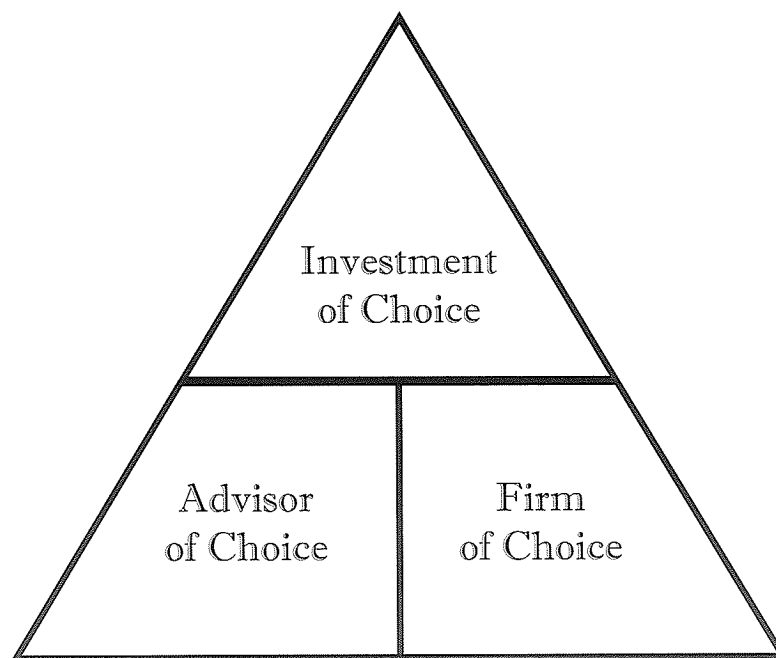 Investment
of Choice
Advisor
of Choice
Firm
of Choice